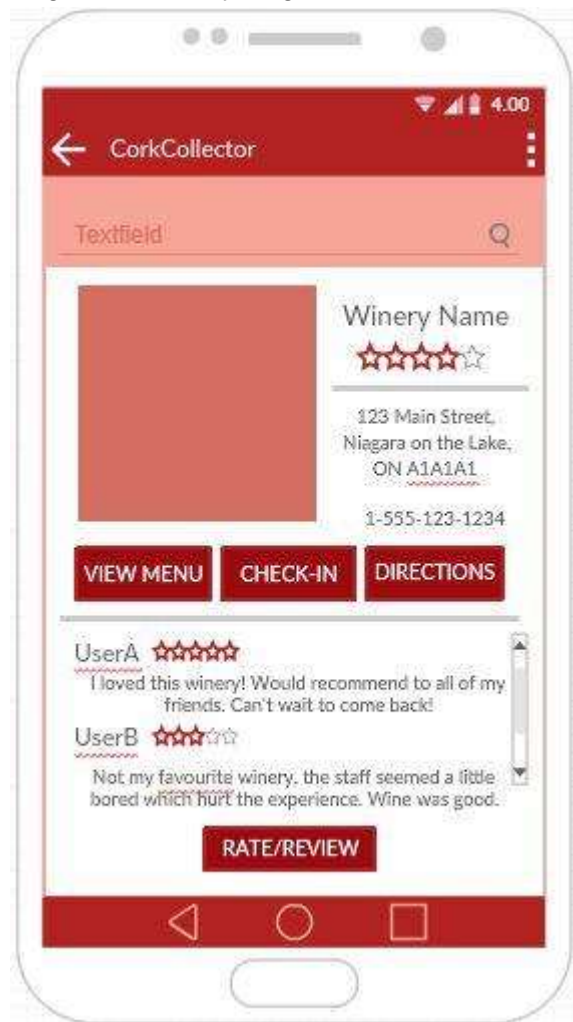 4.00
CorkCollector
Textfield
Winery Name
123 Main Street,
Niagara on the Lake,
ON A1A1A1
1-555-123-1234
VIEW MENU
CHECK-IN
DIRECTIONS
UserA
I loved this winery! Would recommend to all of my
friends. Can't wait to come back!
UserB
Not my favourite winery, the staff seemed a little
bored which hurt the experience. Wine was good.
RATE/REVIEW